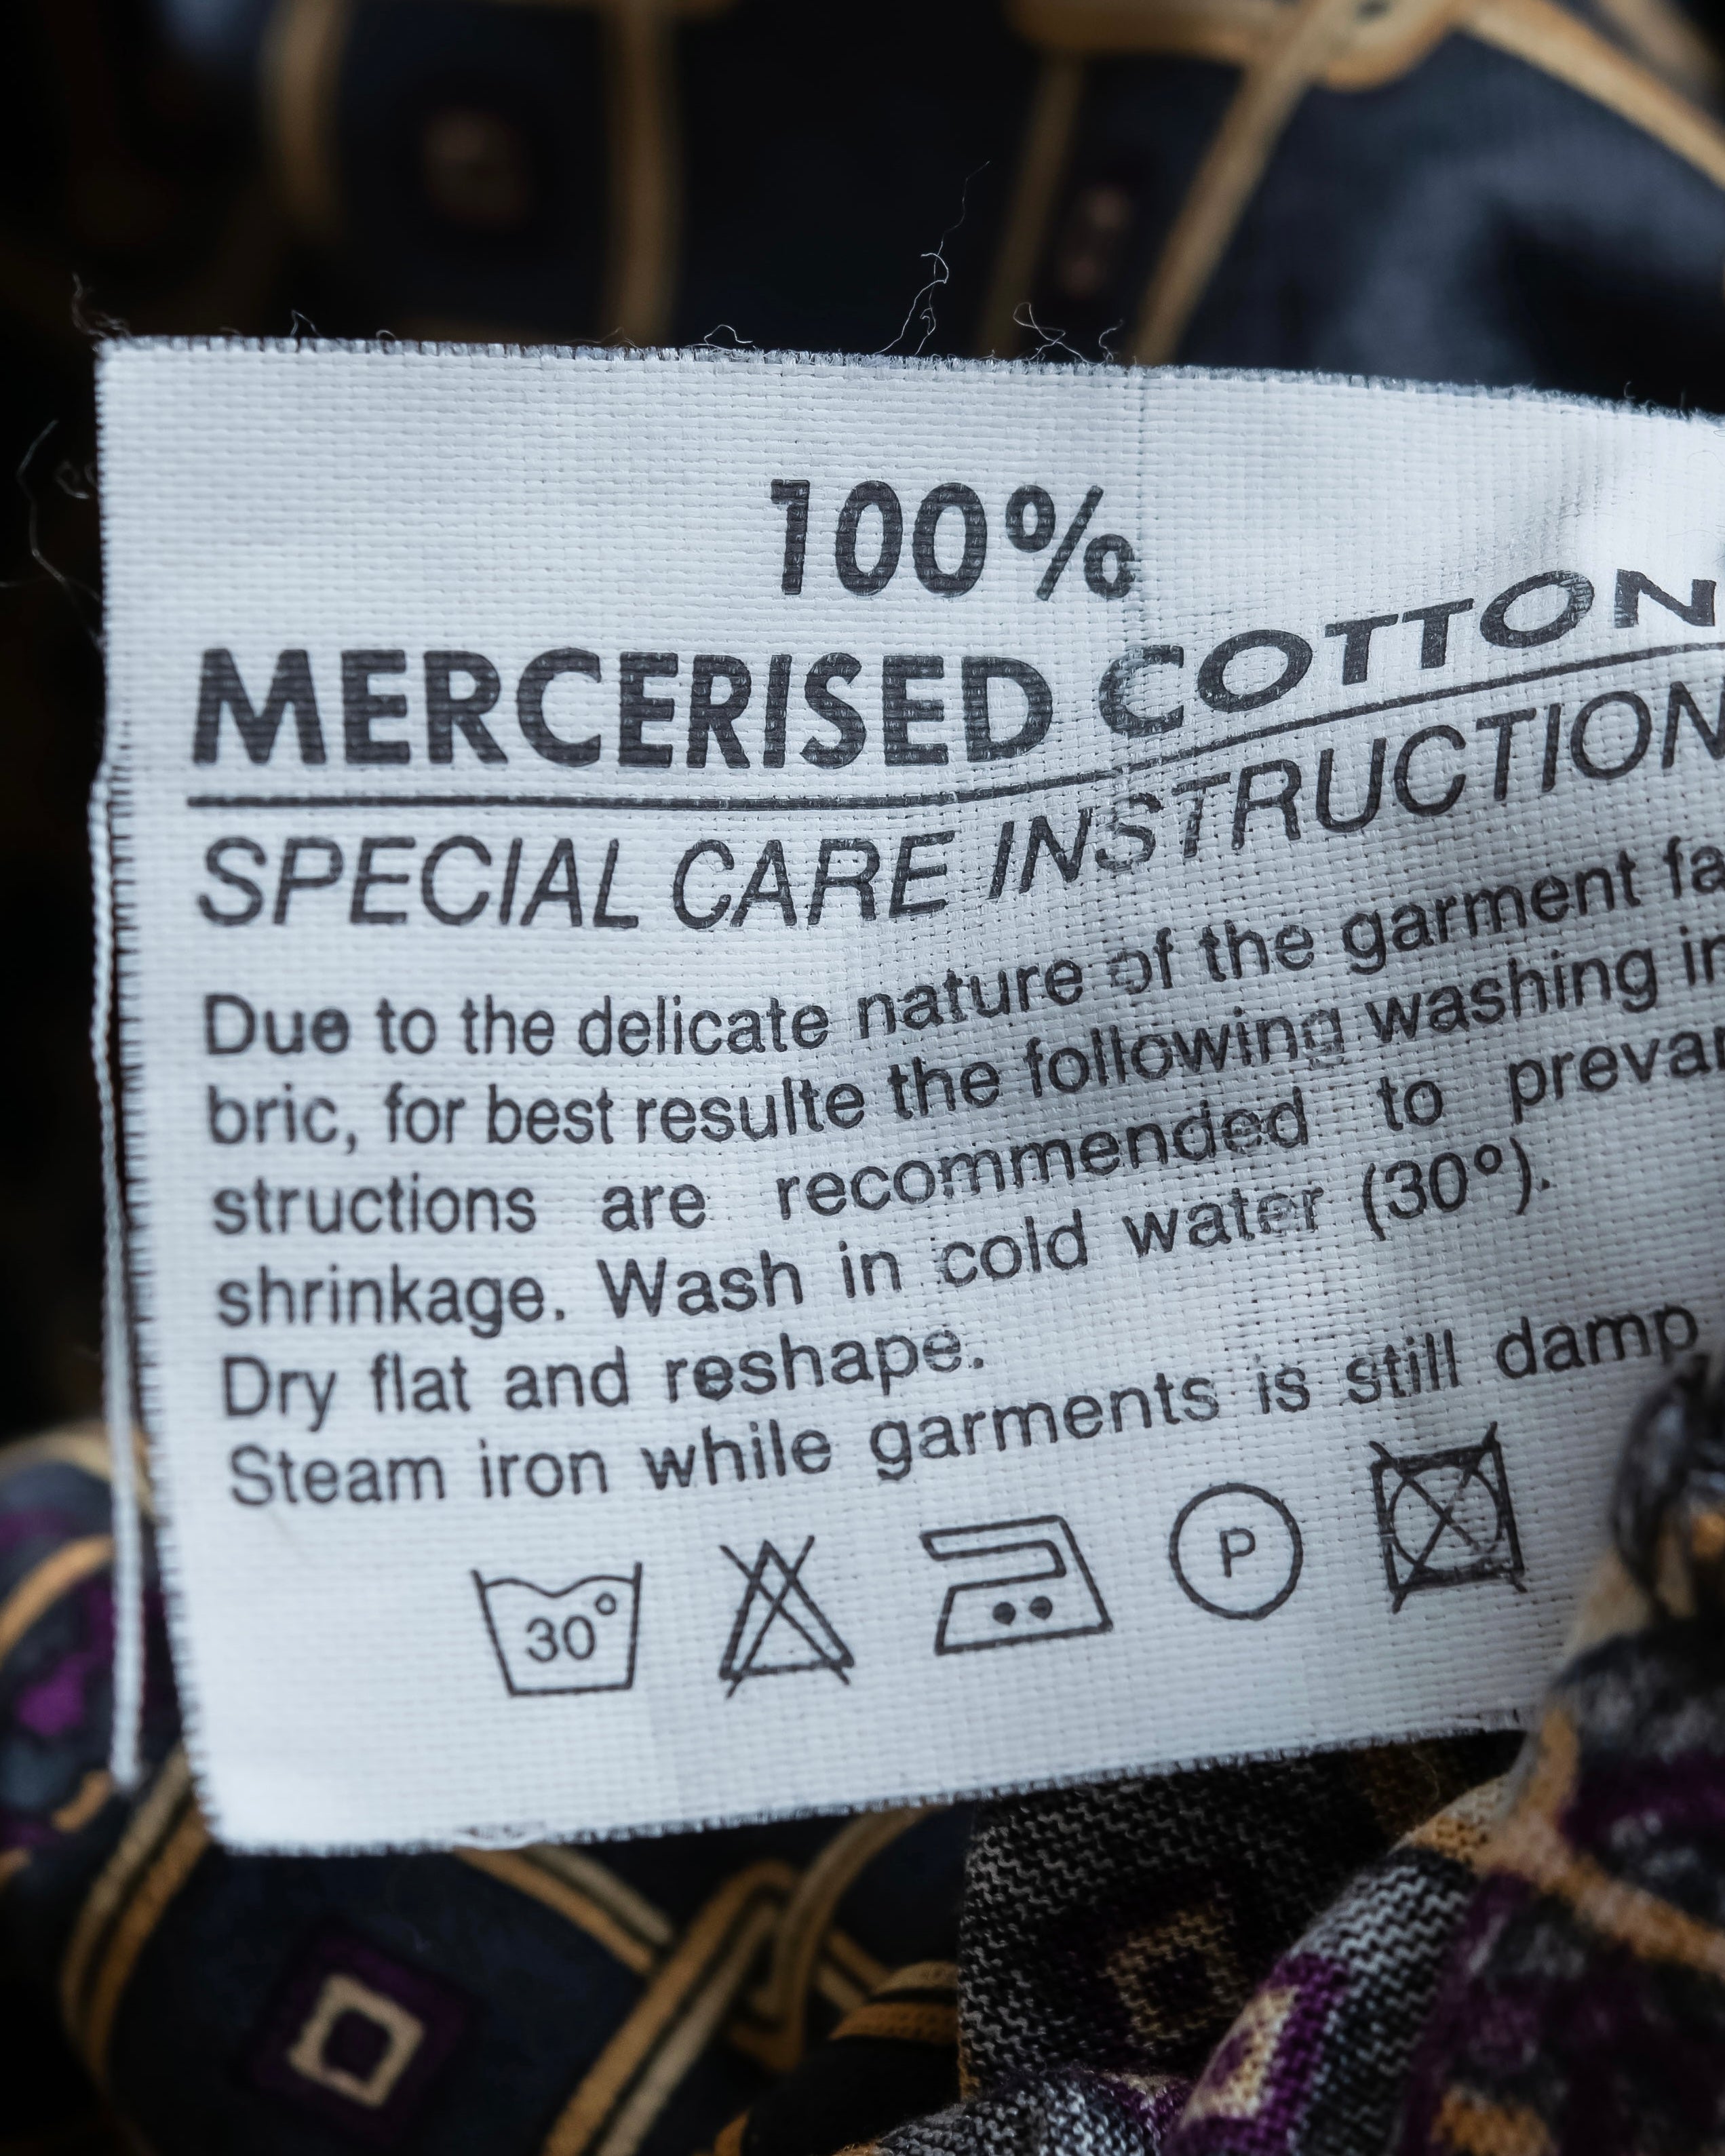 100%
MERCERISED COTTON
SPECIAL CARE INSTRUCTION
Due to the delicate nature of the garment fa
bric, for best resulte the following washing in
structions are recommended to prevan
shrinkage. Wash in cold water (30º).
Dry flat and reshape.
Steam iron while garments is still damp
30°
P